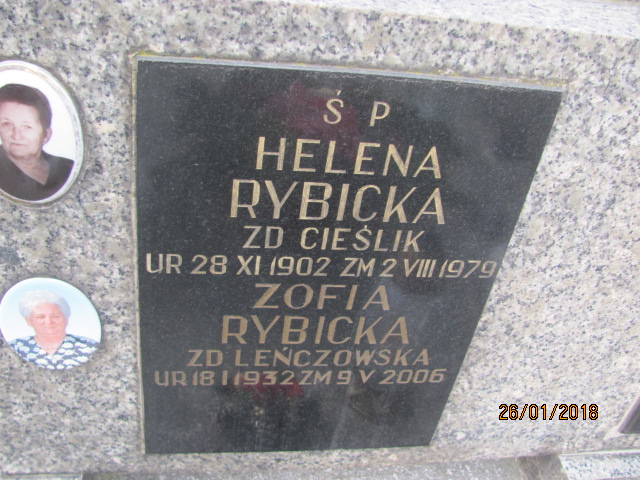 Ś P
HELENA
RYBICKA
ZD CIEŚLIK
UR 28 XI 1902 ZM 2 VIII 1979
ZOFIA
RYBICKA
ZD LEŃCZOWSKA
UR 18 I 1932 ZM 9 V 2006
26/01/2018